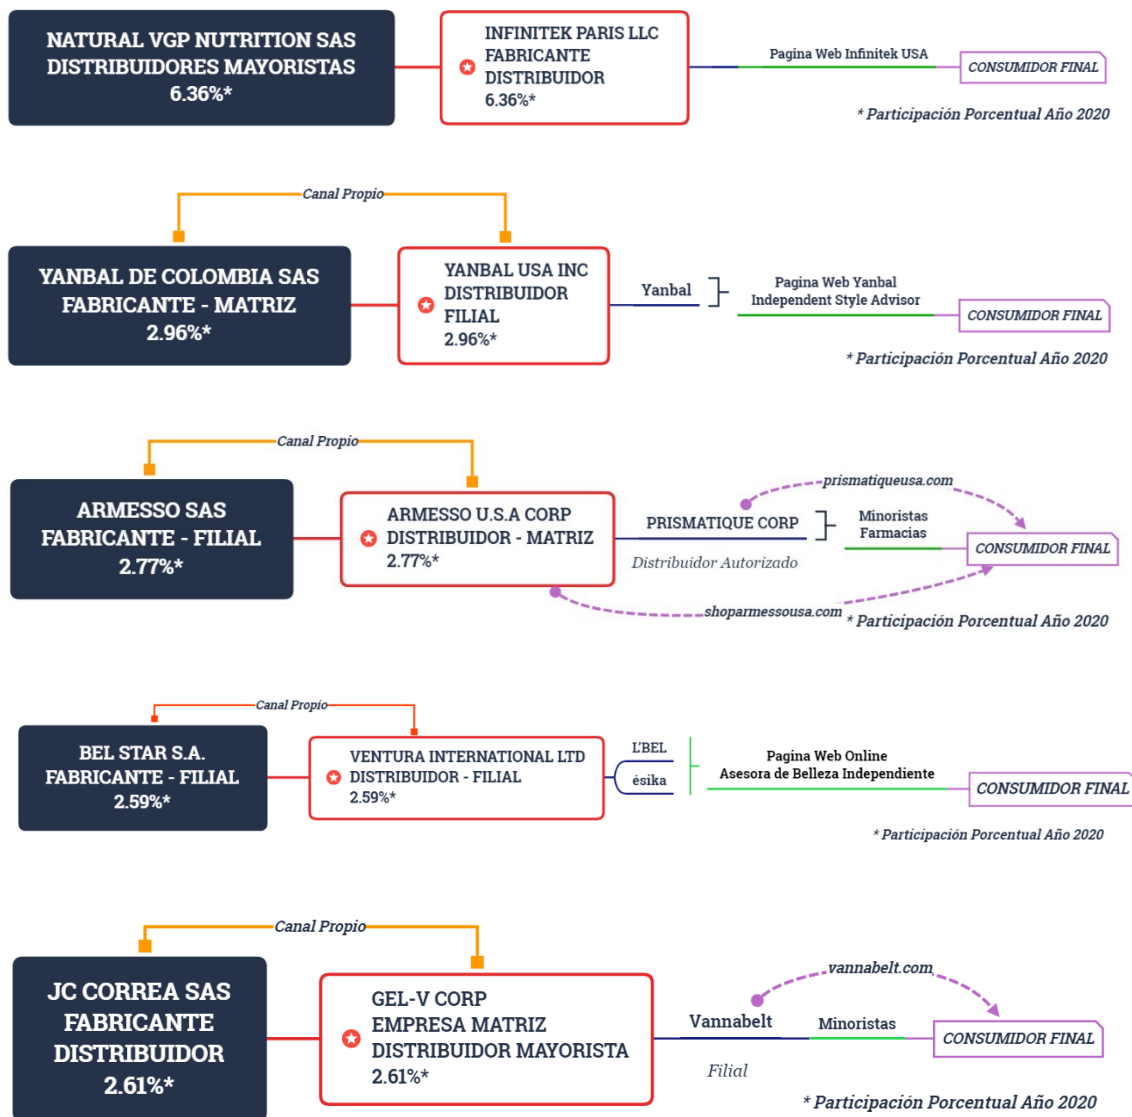 NATURAL VGP NUTRITION SAS
DISTRIBUIDORES MAYORISTAS
6.36%*
INFINITEK PARIS LLC
FABRICANTE
DISTRIBUIDOR
6.36%*
Pagina Web Infinitek USA
CONSUMIDOR FINAL
* Participación Porcentual Año 2020
Canal Propio
YANBAL DE COLOMBIA SAS
FABRICANTE - MATRIZ
2.96%*
YANBAL USA INC
DISTRIBUIDOR
FILIAL
2.96%*
Yanbal
Pagina Web Yanbal
Independent Style Advisor
CONSUMIDOR FINAL
* Participación Porcentual Año 2020
Canal Propio
ARMESSO SAS
FABRICANTE - FILIAL
2.77%*
ARMESSO U.S.A CORP
DISTRIBUIDOR - MATRIZ
2.77%*
PRISMATIQUE CORP
Distribuidor Autorizado
prismatiqueusa.com
Minoristas
Farmacias
CONSUMIDOR FINAL
shoparmessousa.com
* Participación Porcentual Año 2020
Canal Propio
BEL STAR S.A.
FABRICANTE - FILIAL
2.59%*
VENTURA INTERNATIONAL LTD
DISTRIBUIDOR - FILIAL
2.59%*
L'BEL
ésika
Pagina Web Online
Asesora de Belleza Independiente
CONSUMIDOR FINAL
* Participación Porcentual Año 2020
Canal Propio
JC CORREA SAS
FABRICANTE
DISTRIBUIDOR
2.61%*
GEL-V CORP
EMPRESA MATRIZ
DISTRIBUIDOR MAYORISTA
2.61%*
Vannabelt
Filial
vannabelt.com
Minoristas
CONSUMIDOR FINAL
* Participación Porcentual Año 2020